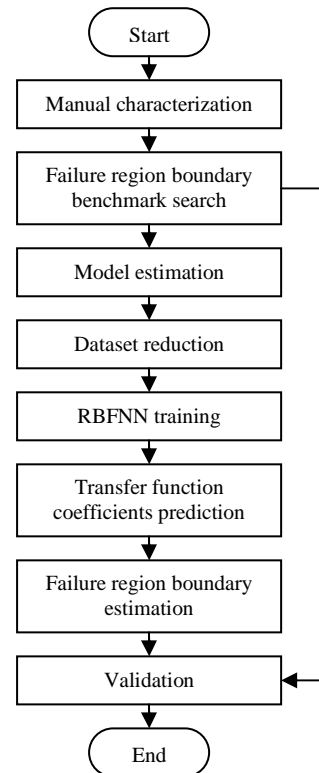 Start
Manual characterization
Failure region boundary
benchmark search
Model estimation
Dataset reduction
RBFNN training
Transfer function
coefficients prediction
Failure region boundary
estimation
Validation
End